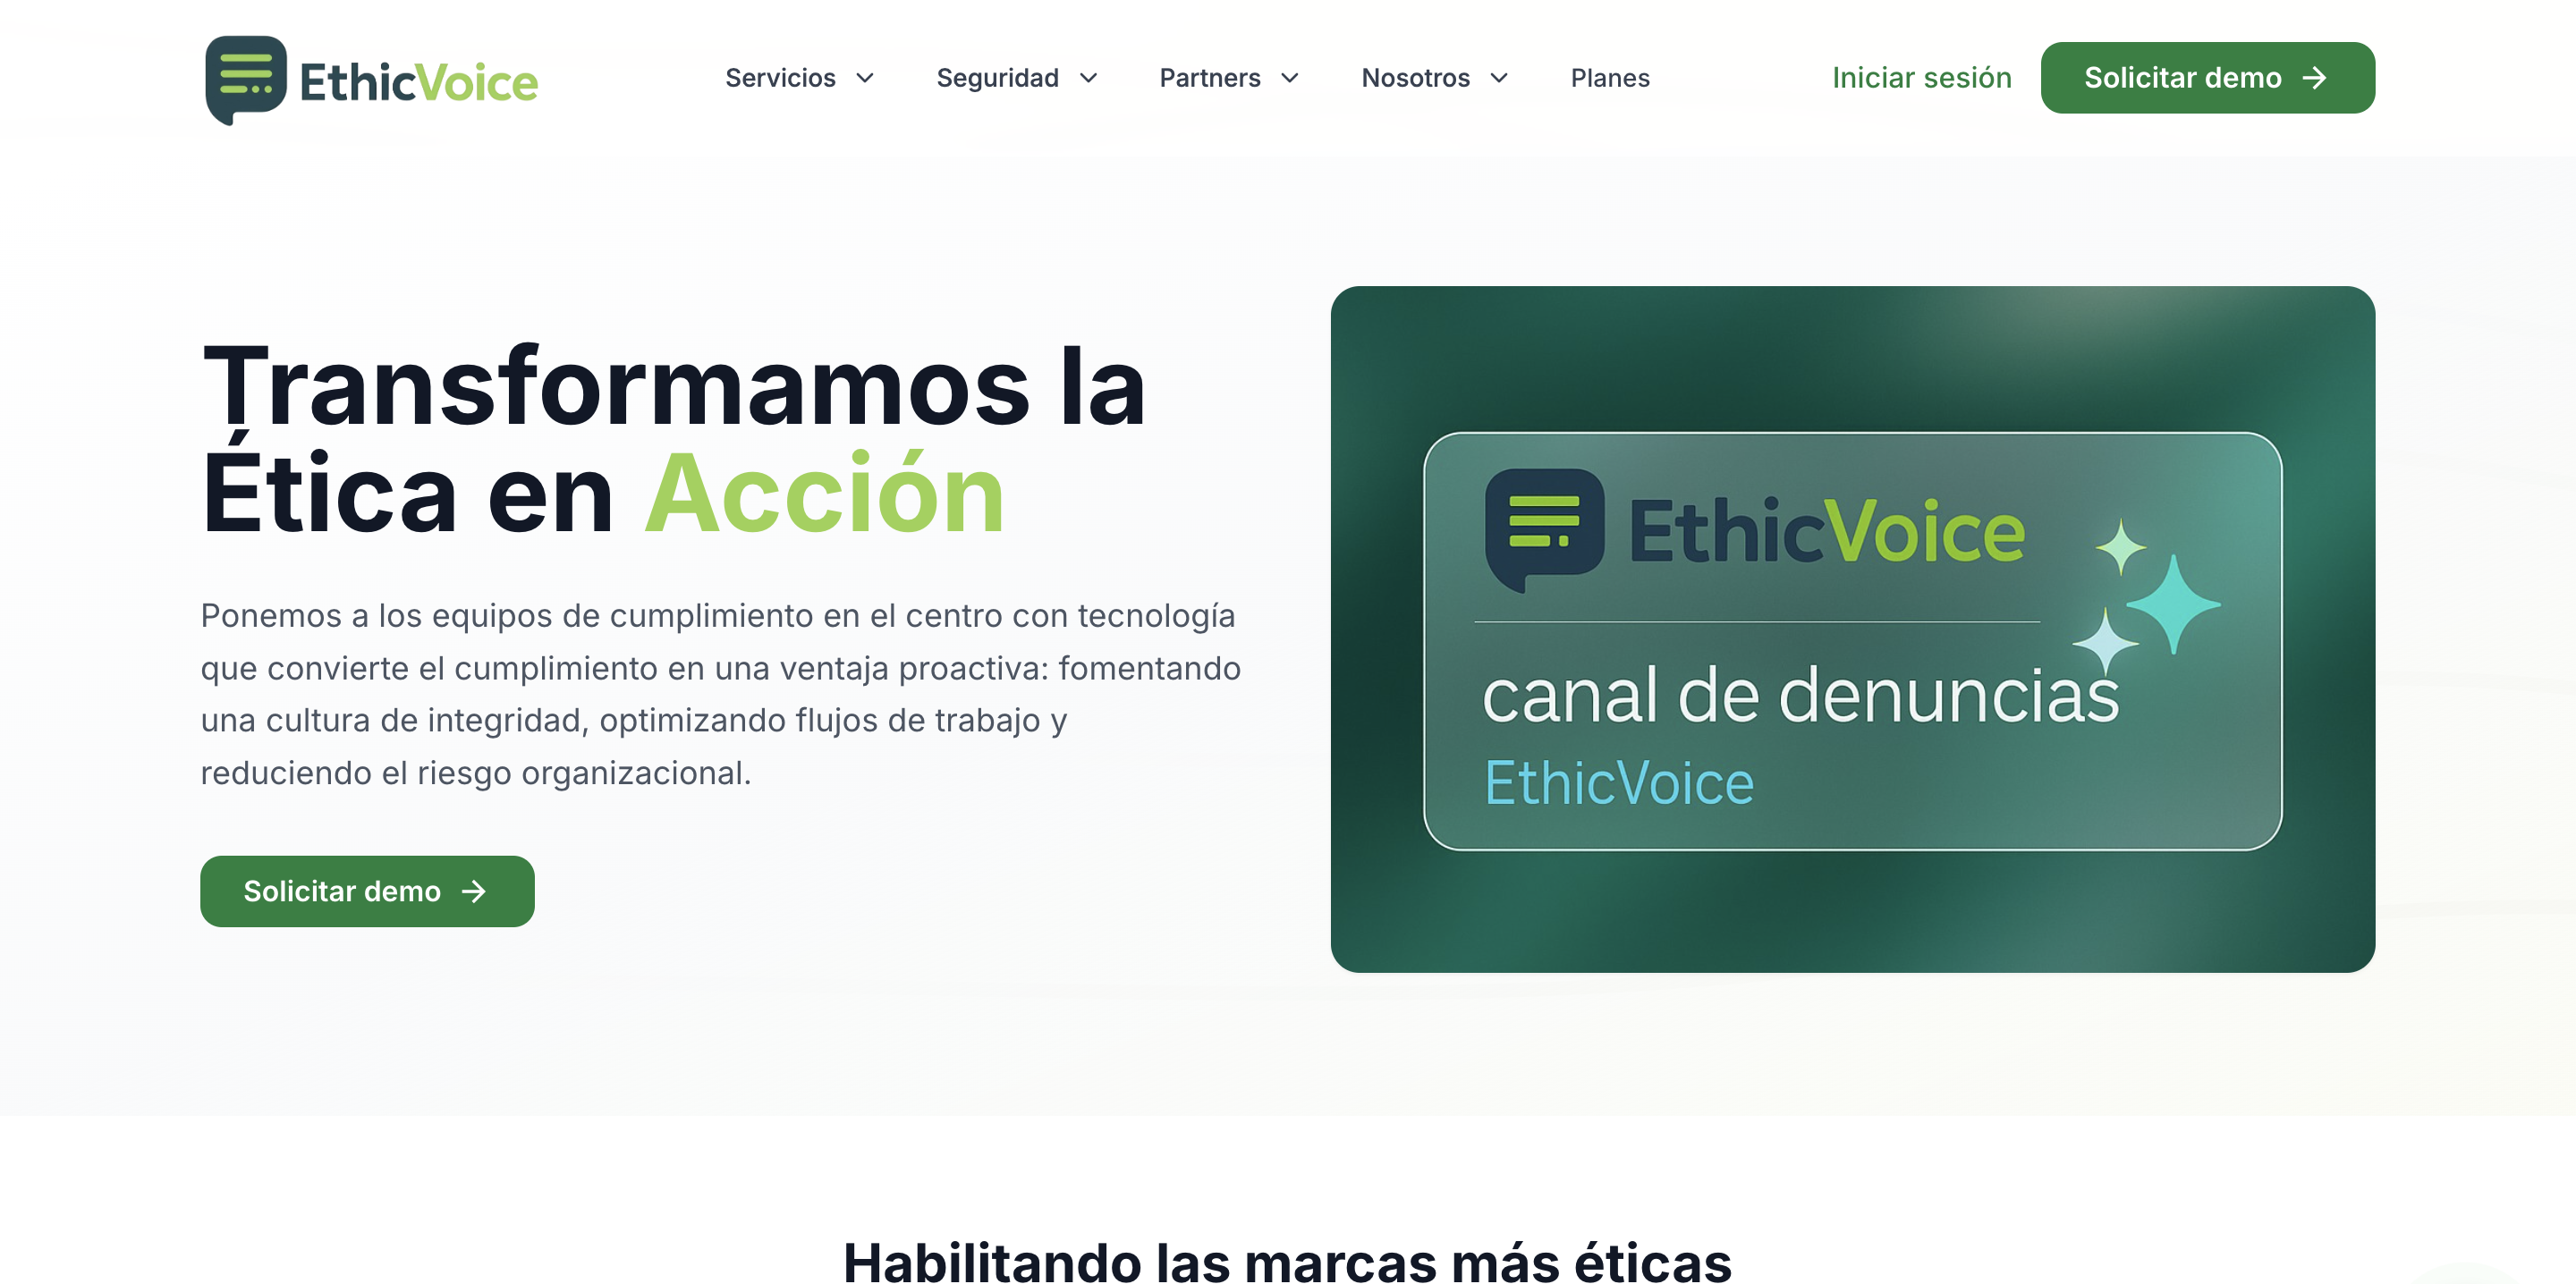 EthicVoice
Servicios
Seguridad
Partners
Nosotros
Planes
Iniciar sesión
Solicitar demo
Transformamos la
Ética en Acción
Ponemos a los equipos de cumplimiento en el centro con tecnología
que convierte el cumplimiento en una ventaja proactiva: fomentando
una cultura de integridad, optimizando flujos de trabajo y
reduciendo el riesgo organizacional.
Solicitar demo
EthicVoice
canal de denuncias
EthicVoice
Habilitando las marcas más éticas